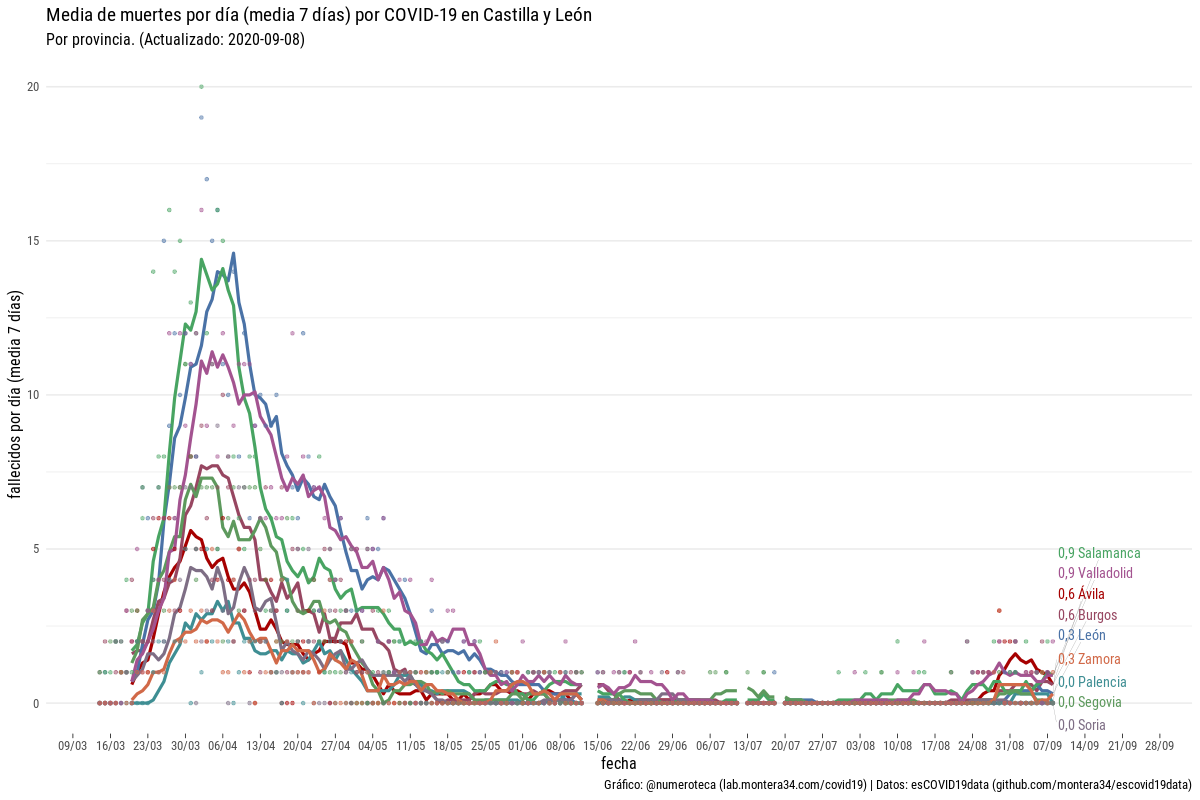 Media de muertes por día (media 7 días) por COVID-19 en Castilla y León
Por provincia. (Actualizado: 2020-09-08)
20
15
10
5
0
fallecidos por día (media 7 días)
0,9 Salamanca
0,9 Valladolid
0,6 Ávila
0,6 Burgos
0,3 León
0,3 Zamora
0,0 Palencia
0,0 Segovia
0,0 Soria
09/03 16/03 23/03 30/03 06/04 13/04 20/04 27/04 04/05 11/05 18/05 25/05 01/06 08/06 15/06 22/06 29/06 06/07 13/07 20/07 27/07 03/08 10/08 17/08 24/08 31/08 07/09 14/09 21/09 28/09
fecha
Gráfico: @numeroteca (lab.montera34.com/covid19) | Datos: esCOVID19data (github.com/montera34/escovid19data)